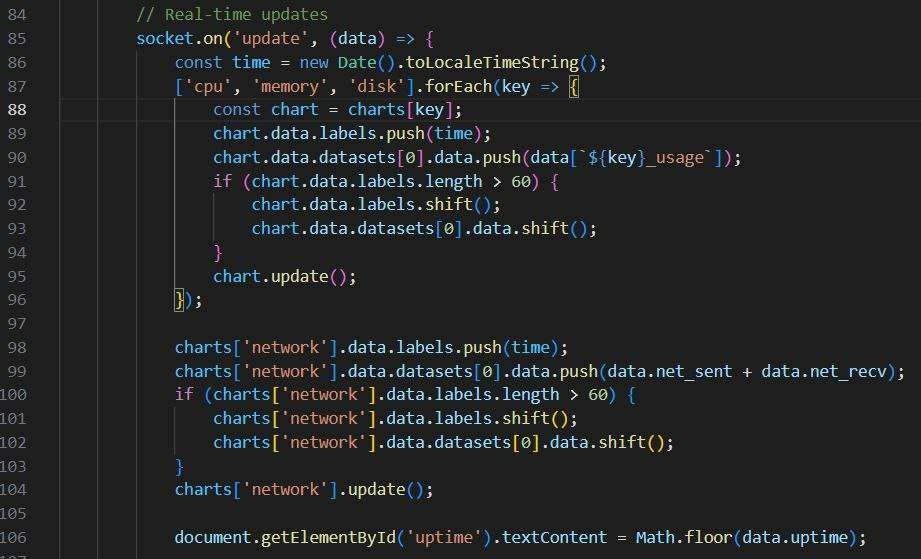 84 // Real-time updates
85 socket.on('update', (data) => {
86 const time = new Date().toLocaleTimeString();
87 ['cpu', 'memory', 'disk'].forEach(key => {
88 const chart = charts[key];
89 chart.data.labels.push(time);
90 chart.data.datasets[0].data.push(data[`${key}_usage`]);
91 if (chart.data.labels.length > 60) {
92 chart.data.labels.shift();
93 chart.data.datasets[0].data.shift();
94 }
95 chart.update();
96 });
97
98 charts['network'].data.labels.push(time);
99 charts['network'].data.datasets[0].data.push(data.net_sent + data.net_recv);
100 if (charts['network'].data.labels.length > 60) {
101 charts['network'].data.labels.shift();
102 charts['network'].data.datasets[0].data.shift();
103 }
104 charts['network'].update();
105
106 document.getElementById('uptime').textContent = Math.floor(data.uptime);